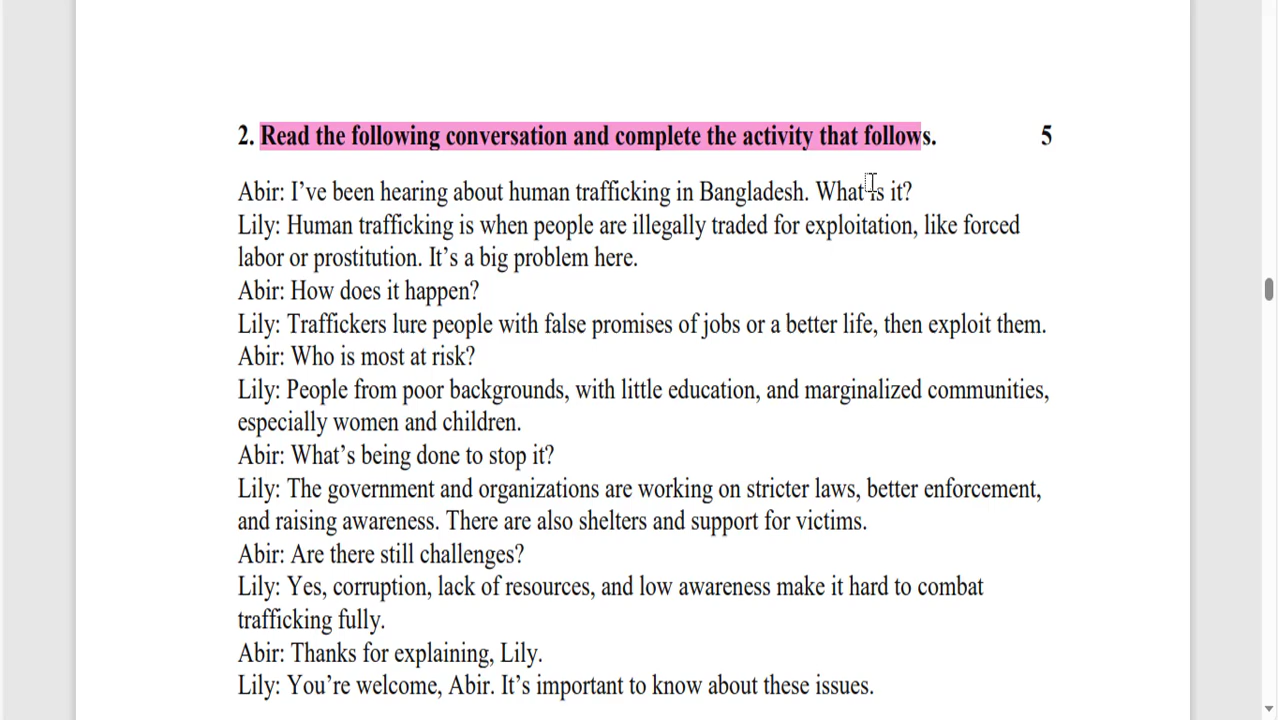 2. Read the following conversation and complete the activity that follows. 5
Abir: I’ve been hearing about human trafficking in Bangladesh. What is it?
Lily: Human trafficking is when people are illegally traded for exploitation, like forced
labor or prostitution. It’s a big problem here.
Abir: How does it happen?
Lily: Traffickers lure people with false promises of jobs or a better life, then exploit them.
Abir: Who is most at risk?
Lily: People from poor backgrounds, with little education, and marginalized communities,
especially women and children.
Abir: What’s being done to stop it?
Lily: The government and organizations are working on stricter laws, better enforcement,
and raising awareness. There are also shelters and support for victims.
Abir: Are there still challenges?
Lily: Yes, corruption, lack of resources, and low awareness make it hard to combat
trafficking fully.
Abir: Thanks for explaining, Lily.
Lily: You’re welcome, Abir. It’s important to know about these issues.